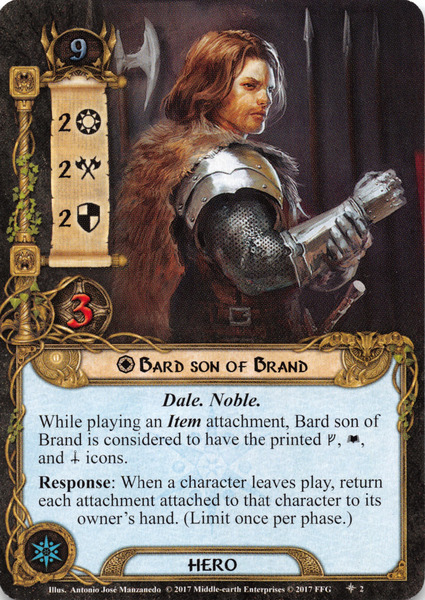 9
2
2
2
3
Bard son of Brand
Dale. Noble.
While playing an Item attachment, Bard son of
Brand is considered to have the printed , ,
and icons.
Response: When a character leaves play, return
each attachment attached to that character to its
owner's hand. (Limit once per phase.)
HERO
Illus. Antonio José Manzanedo © 2017 Middle-earth Enterprises © 2017 FFG 2